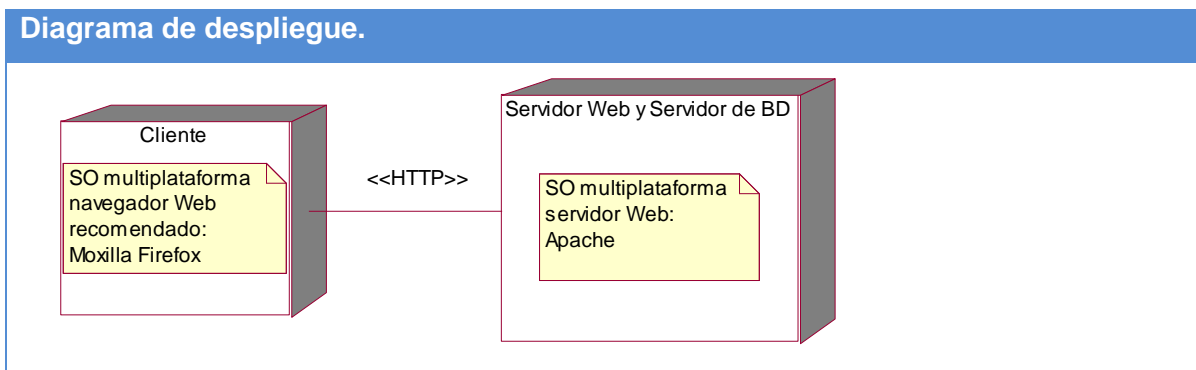 Diagrama de despliegue.
Cliente
SO multiplataforma
navegador Web
recomendado:
Moxilla Firefox
<<HTTP>>
Servidor Web y Servidor de BD
SO multiplataforma
servidor Web:
Apache